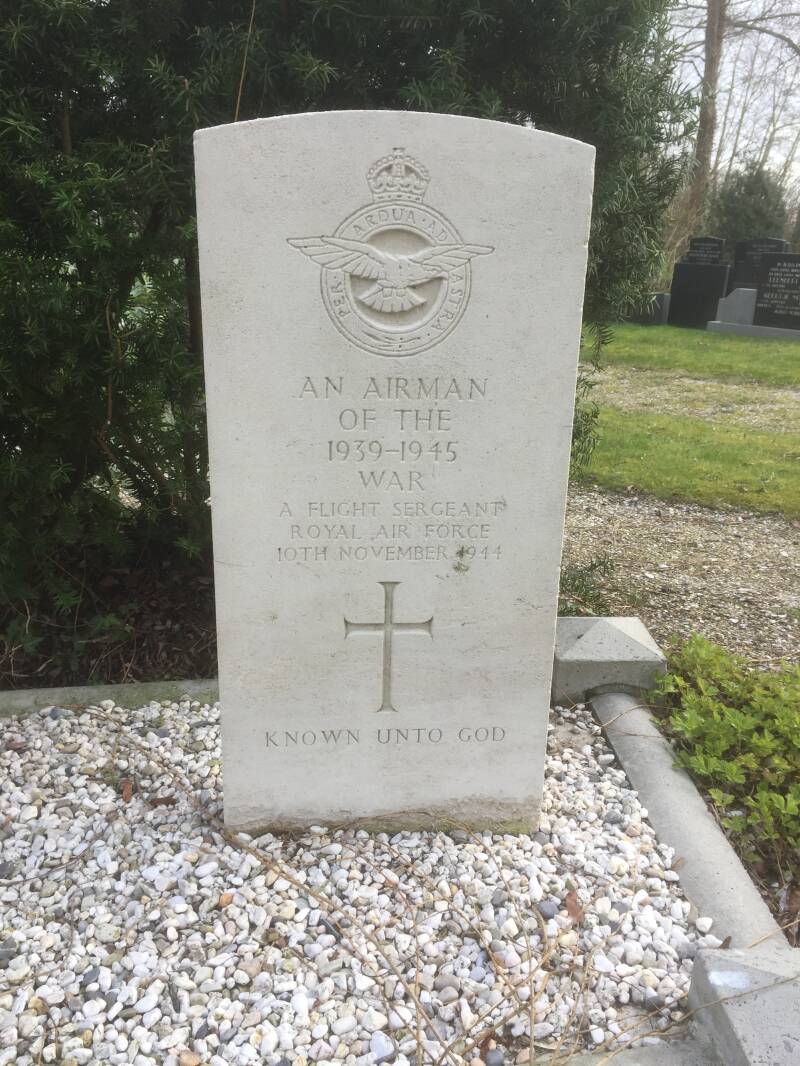 PER ARDUA AD ASTRA
AN AIRMAN
OF THE
1939-1945
WAR
A FLIGHT SERGEANT
ROYAL AIR FORCE
10TH NOVEMBER 1944
KNOWN UNTO GOD